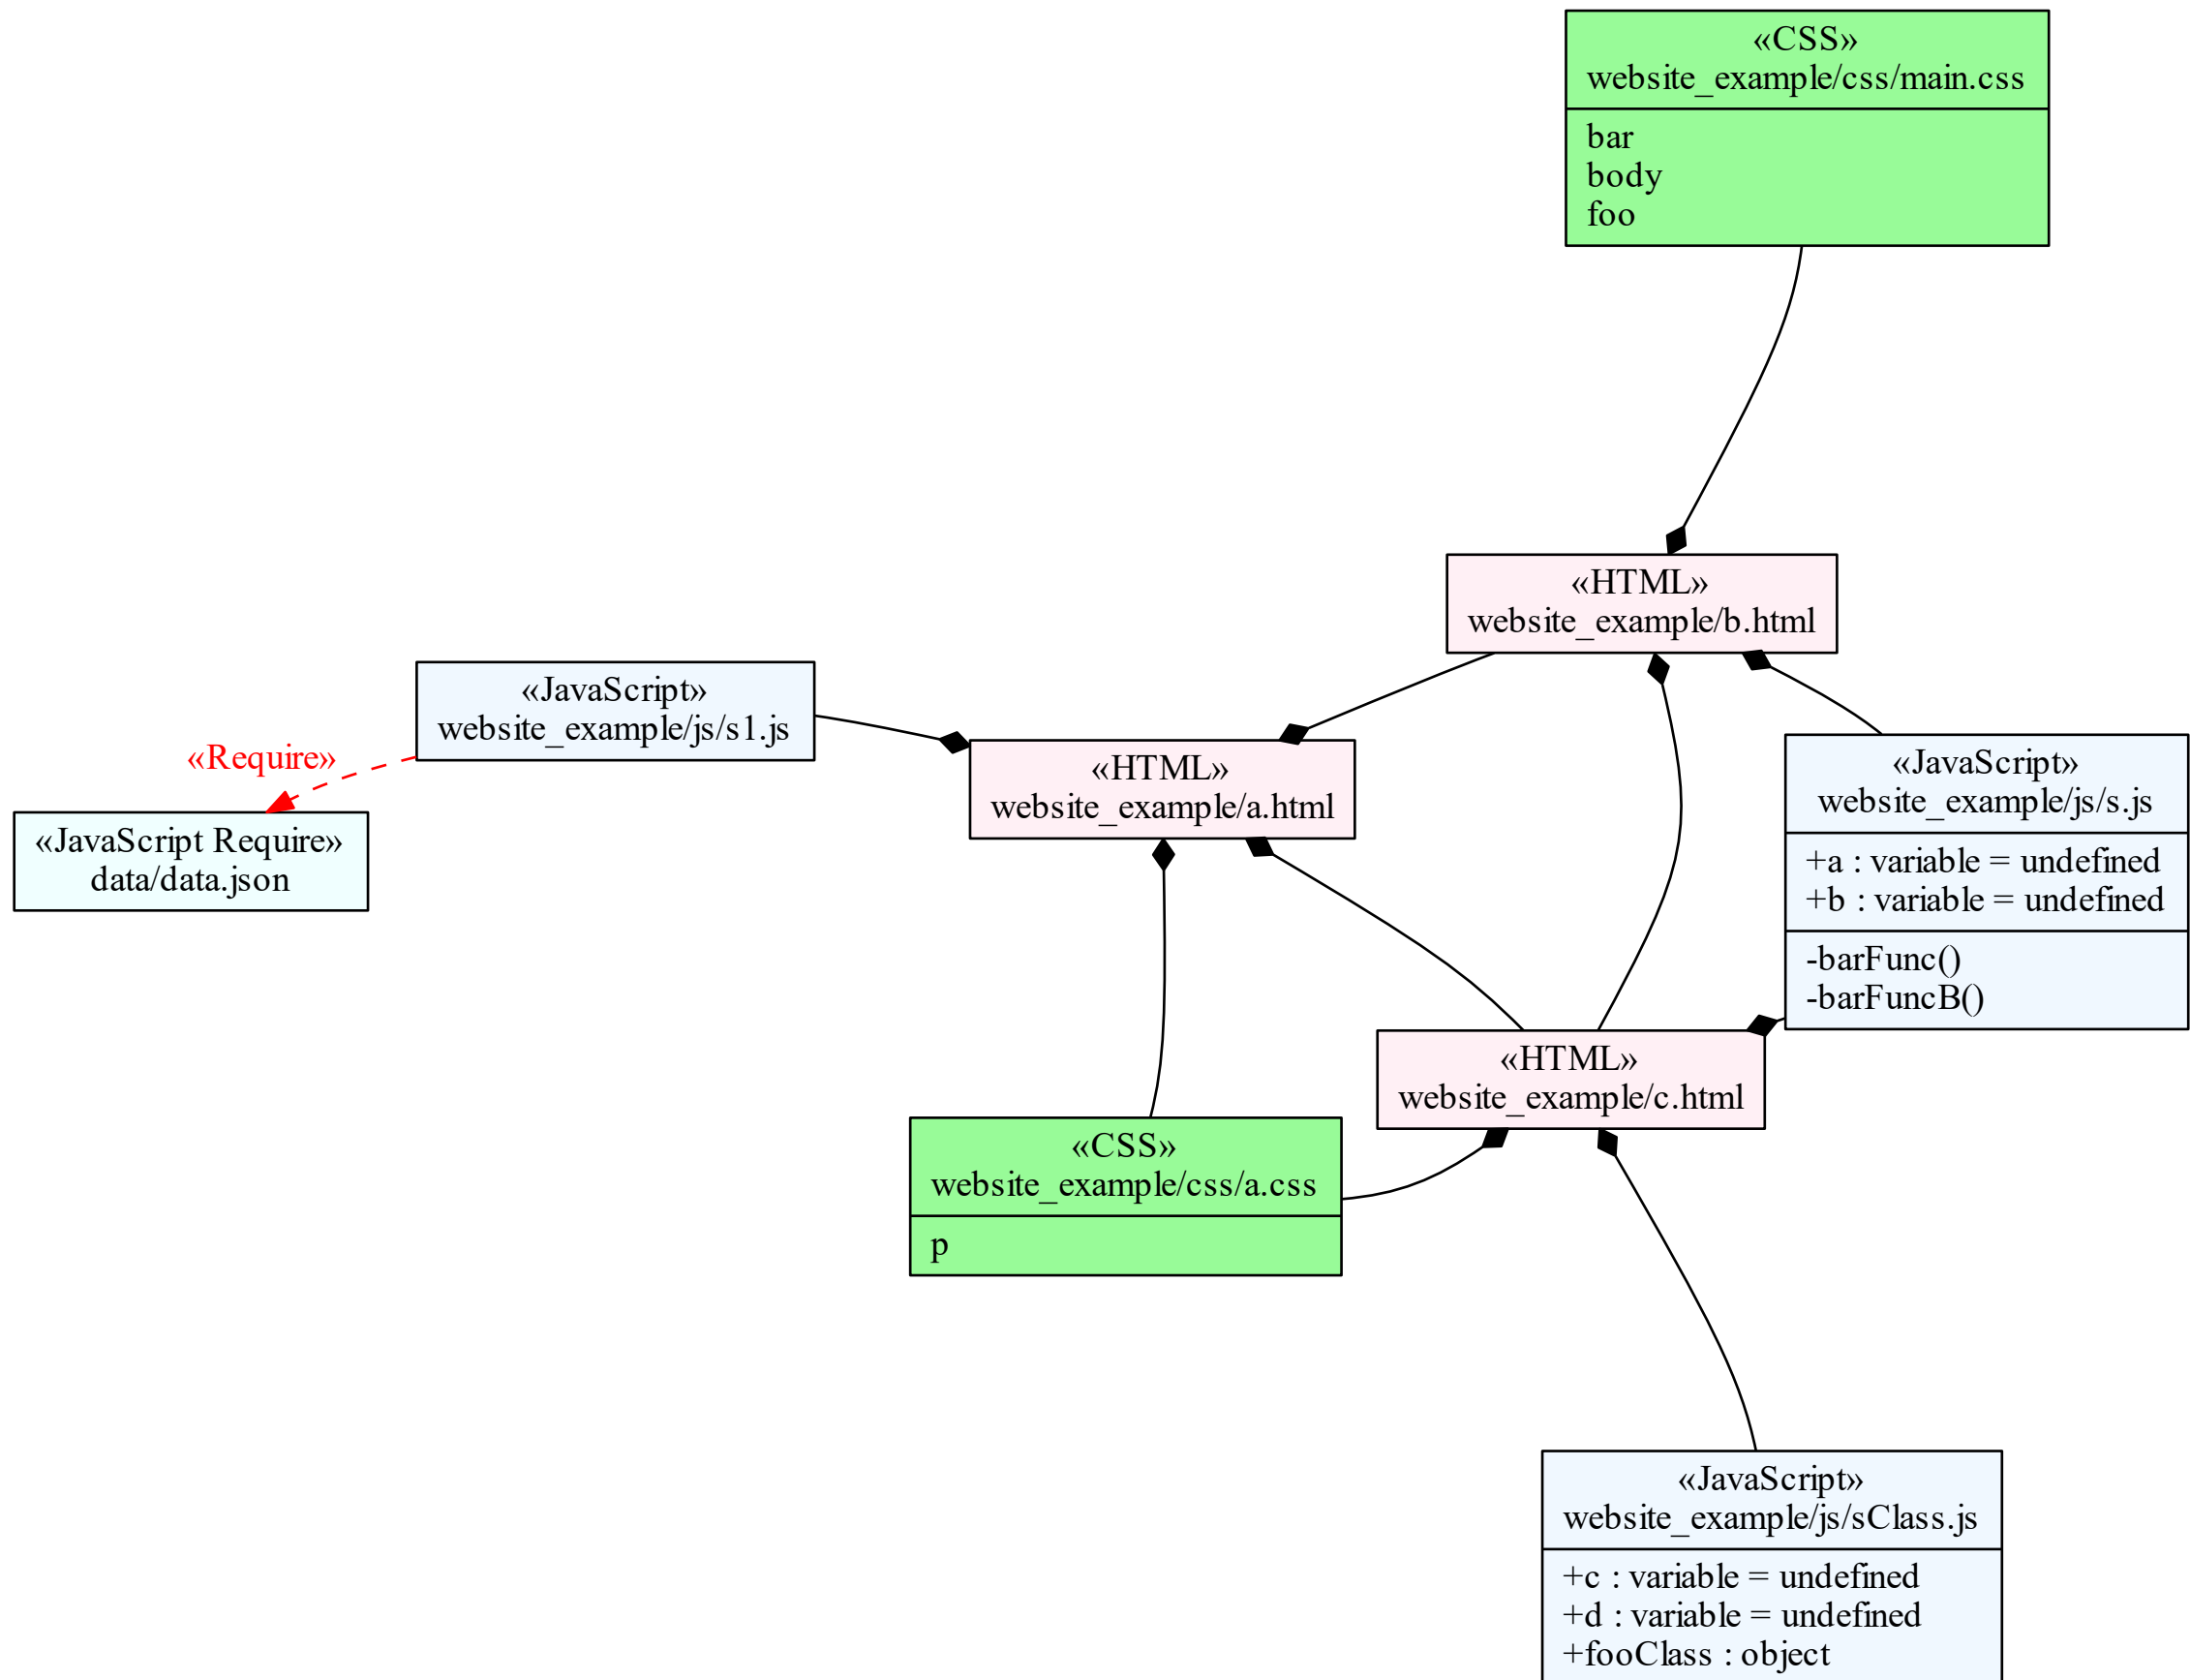 «CSS»
website_example/css/main.css
bar
body
foo
«HTML»
website_example/b.html
«JavaScript»
website_example/js/s1.js
«Require»
«JavaScript Require»
data/data.json
«HTML»
website_example/a.html
«JavaScript»
website_example/js/s.js
+a : variable = undefined
+b : variable = undefined
-barFunc()
-barFuncB()
«HTML»
website_example/c.html
«CSS»
website_example/css/a.css
p
«JavaScript»
website_example/js/sClass.js
+c : variable = undefined
+d : variable = undefined
+fooClass : object